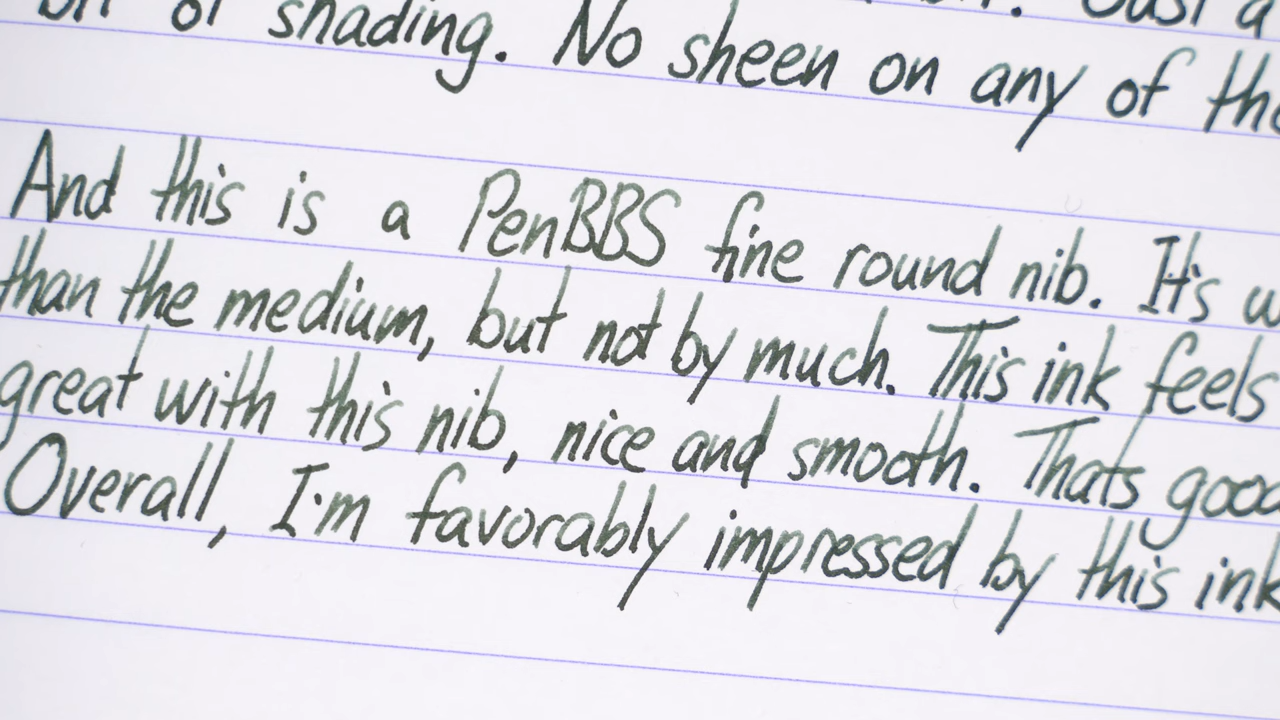 of shading. No sheen on any of the
And this is a PenBBS fine round nib. It's
than the medium, but not by much. This ink feels
great with this nib, nice and smooth. Thats good
Overall, I'm favorably impressed by this ink